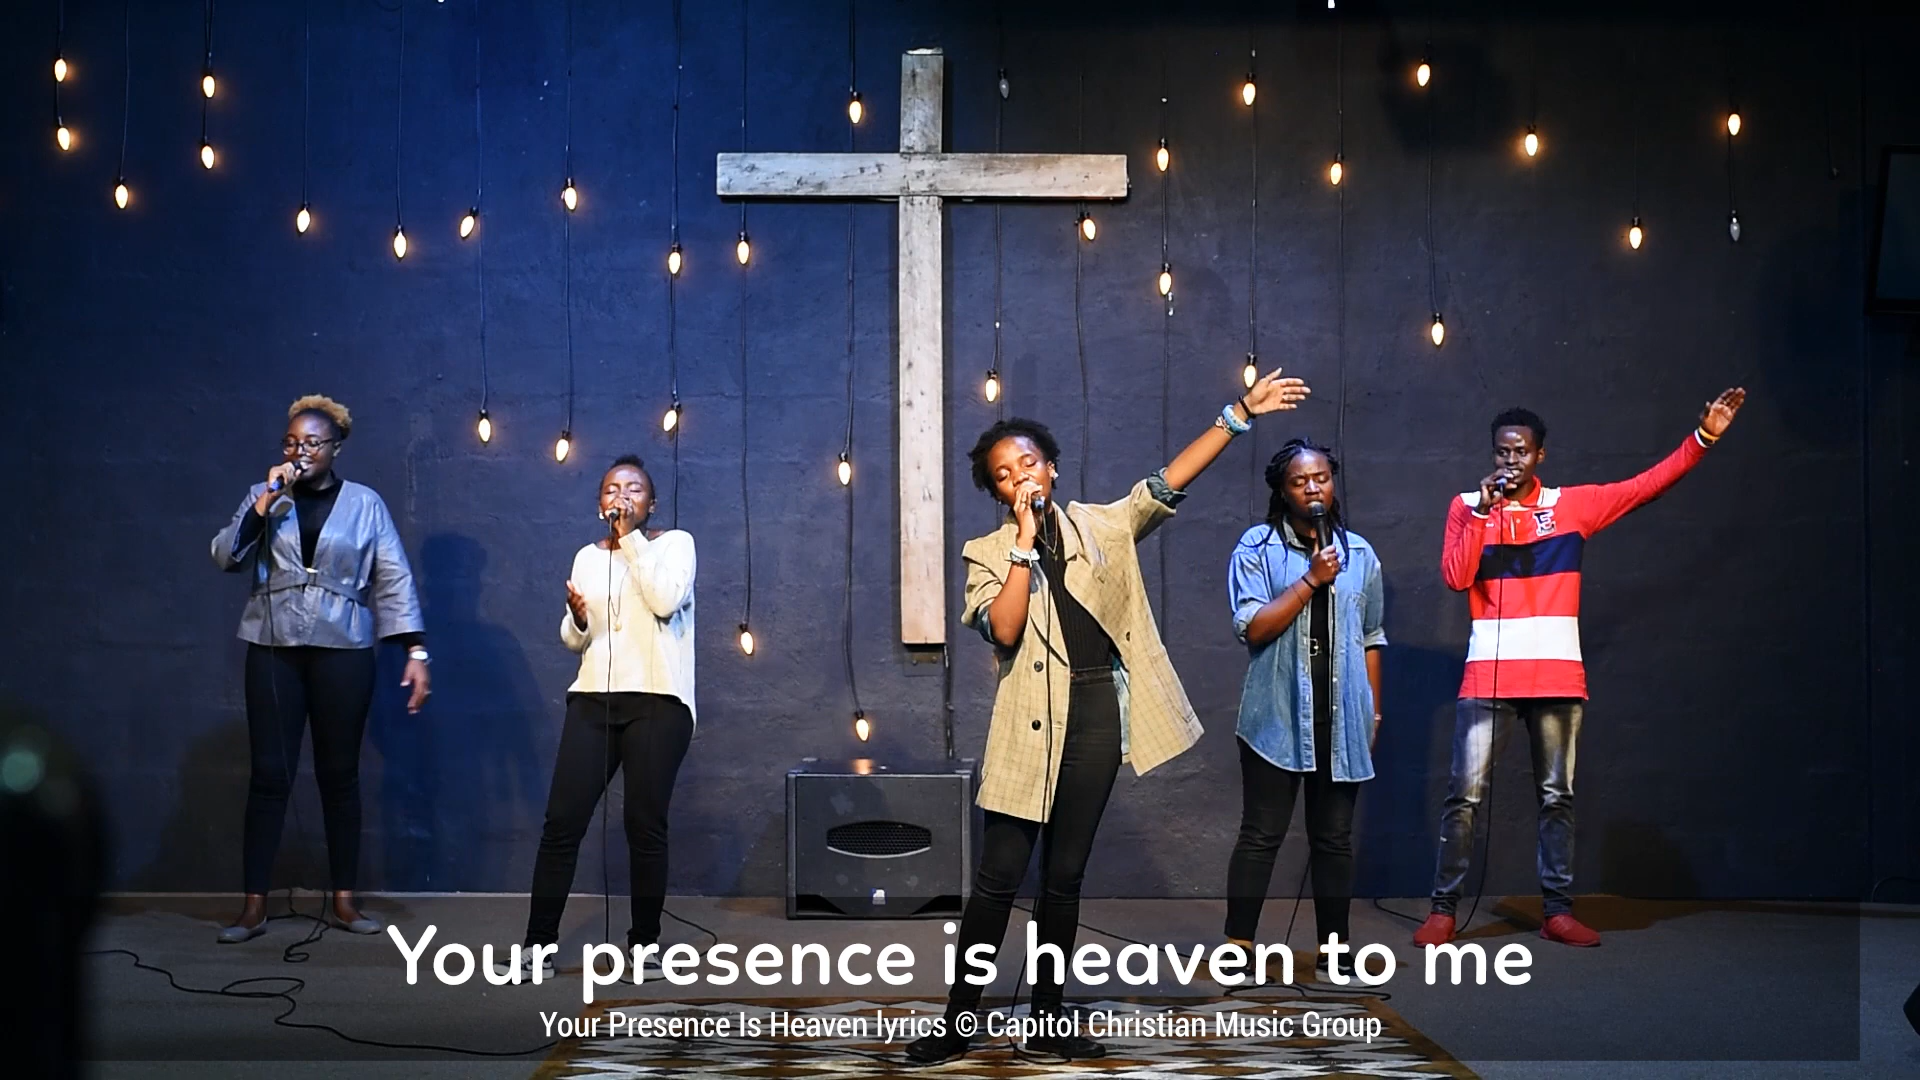 E
Your presence is heaven to me
Your Presence Is Heaven lyrics © Capitol Christian Music Group